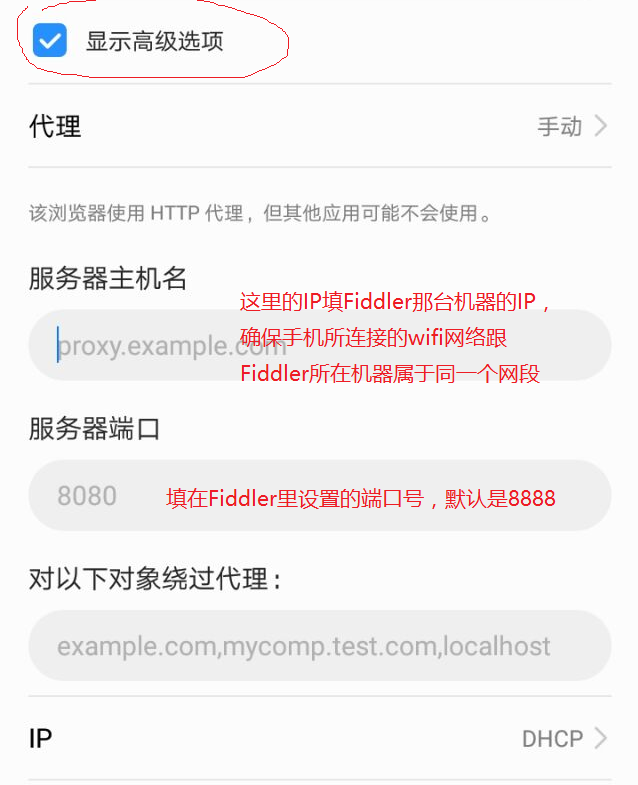 显示高级选项
代理
手动
该浏览器使用 HTTP 代理，但其他应用可能不会使用。
服务器主机名
这里的IP填Fiddler那台机器的IP，
确保手机所连接的wifi网络跟
proxy.example.com
Fiddler所在机器属于同一个网段
服务器端口
8080
填在Fiddler里设置的端口号，默认是8888
对以下对象绕过代理：
example.com,mycomp.test.com,localhost
IP
DHCP